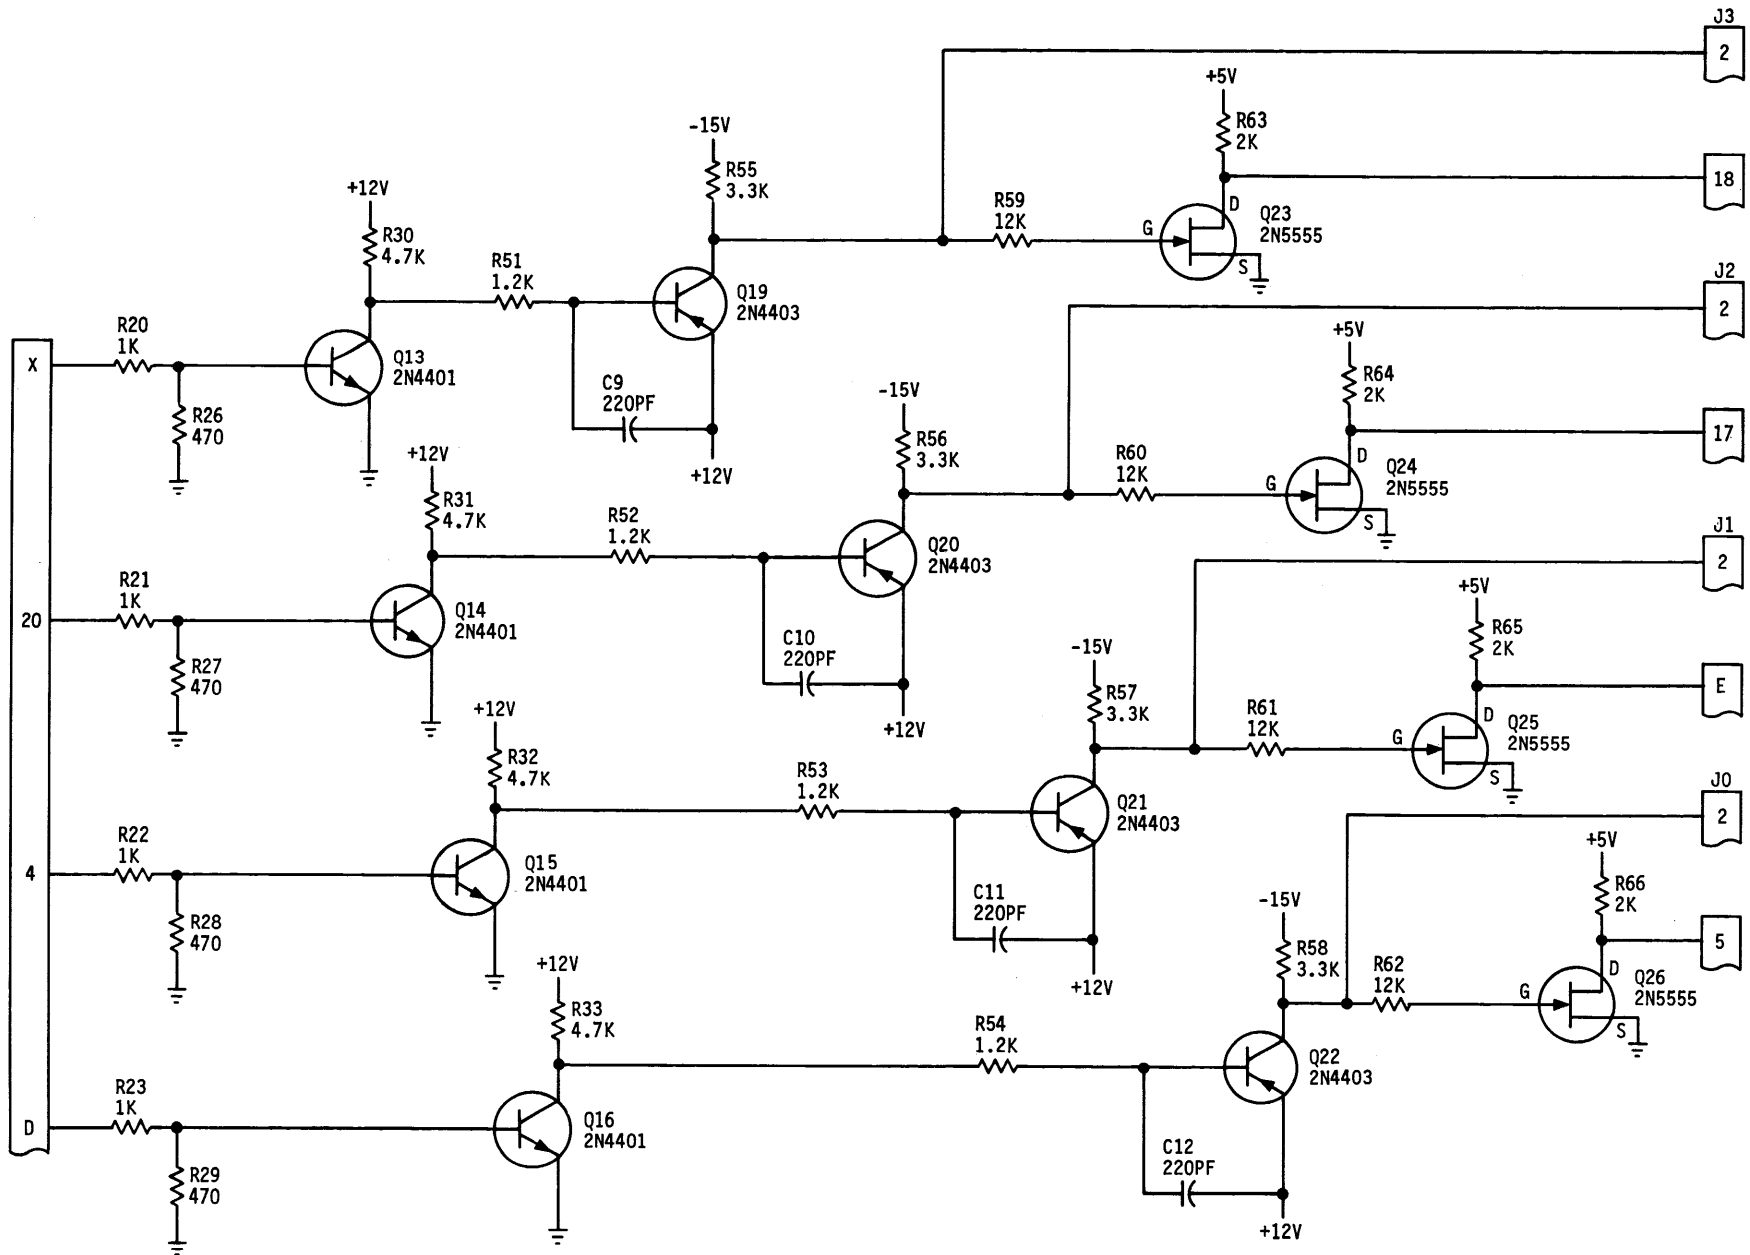 J3
2
+5V
R63
2K
18
-15V
R55
3.3K
+12V
R30
4.7K
R59
12K
G
D
S
Q23
2N5555
R51
1.2K
Q19
2N4403
J2
2
X
R20
1K
Q13
2N4401
R26
470
C9
220PF
+12V
+5V
R64
2K
17
-15V
R56
3.3K
+12V
R31
4.7K
R60
12K
G
D
S
Q24
2N5555
R52
1.2K
Q20
2N4403
J1
2
20
R21
1K
Q14
2N4401
R27
470
C10
220PF
+12V
+5V
R65
2K
E
-15V
R57
3.3K
+12V
R32
4.7K
R61
12K
G
D
S
Q25
2N5555
R53
1.2K
Q21
2N4403
J0
2
4
R22
1K
Q15
2N4401
R28
470
C11
220PF
+12V
+5V
R66
2K
5
-15V
R58
3.3K
+12V
R33
4.7K
R62
12K
G
D
S
Q26
2N5555
R54
1.2K
Q22
2N4403
D
R23
1K
Q16
2N4401
R29
470
C12
220PF
+12V